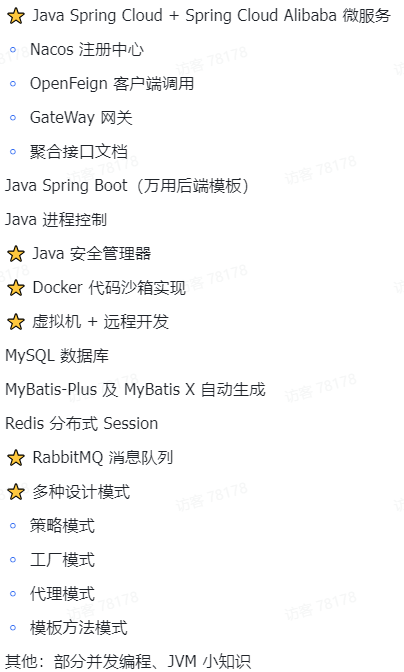 ⭐ Java Spring Cloud + Spring Cloud Alibaba 微服务
Nacos 注册中心
OpenFeign 客户端调用
GateWay 网关
聚合接口文档
Java Spring Boot（万用后端模板）
Java 进程控制
⭐ Java 安全管理器
⭐ Docker 代码沙箱实现
⭐ 虚拟机 + 远程开发
MySQL 数据库
MyBatis-Plus 及 MyBatis X 自动生成
Redis 分布式 Session
⭐ RabbitMQ 消息队列
⭐ 多种设计模式
策略模式
工厂模式
代理模式
模板方法模式
其他：部分并发编程、JVM 小知识
访客 78178